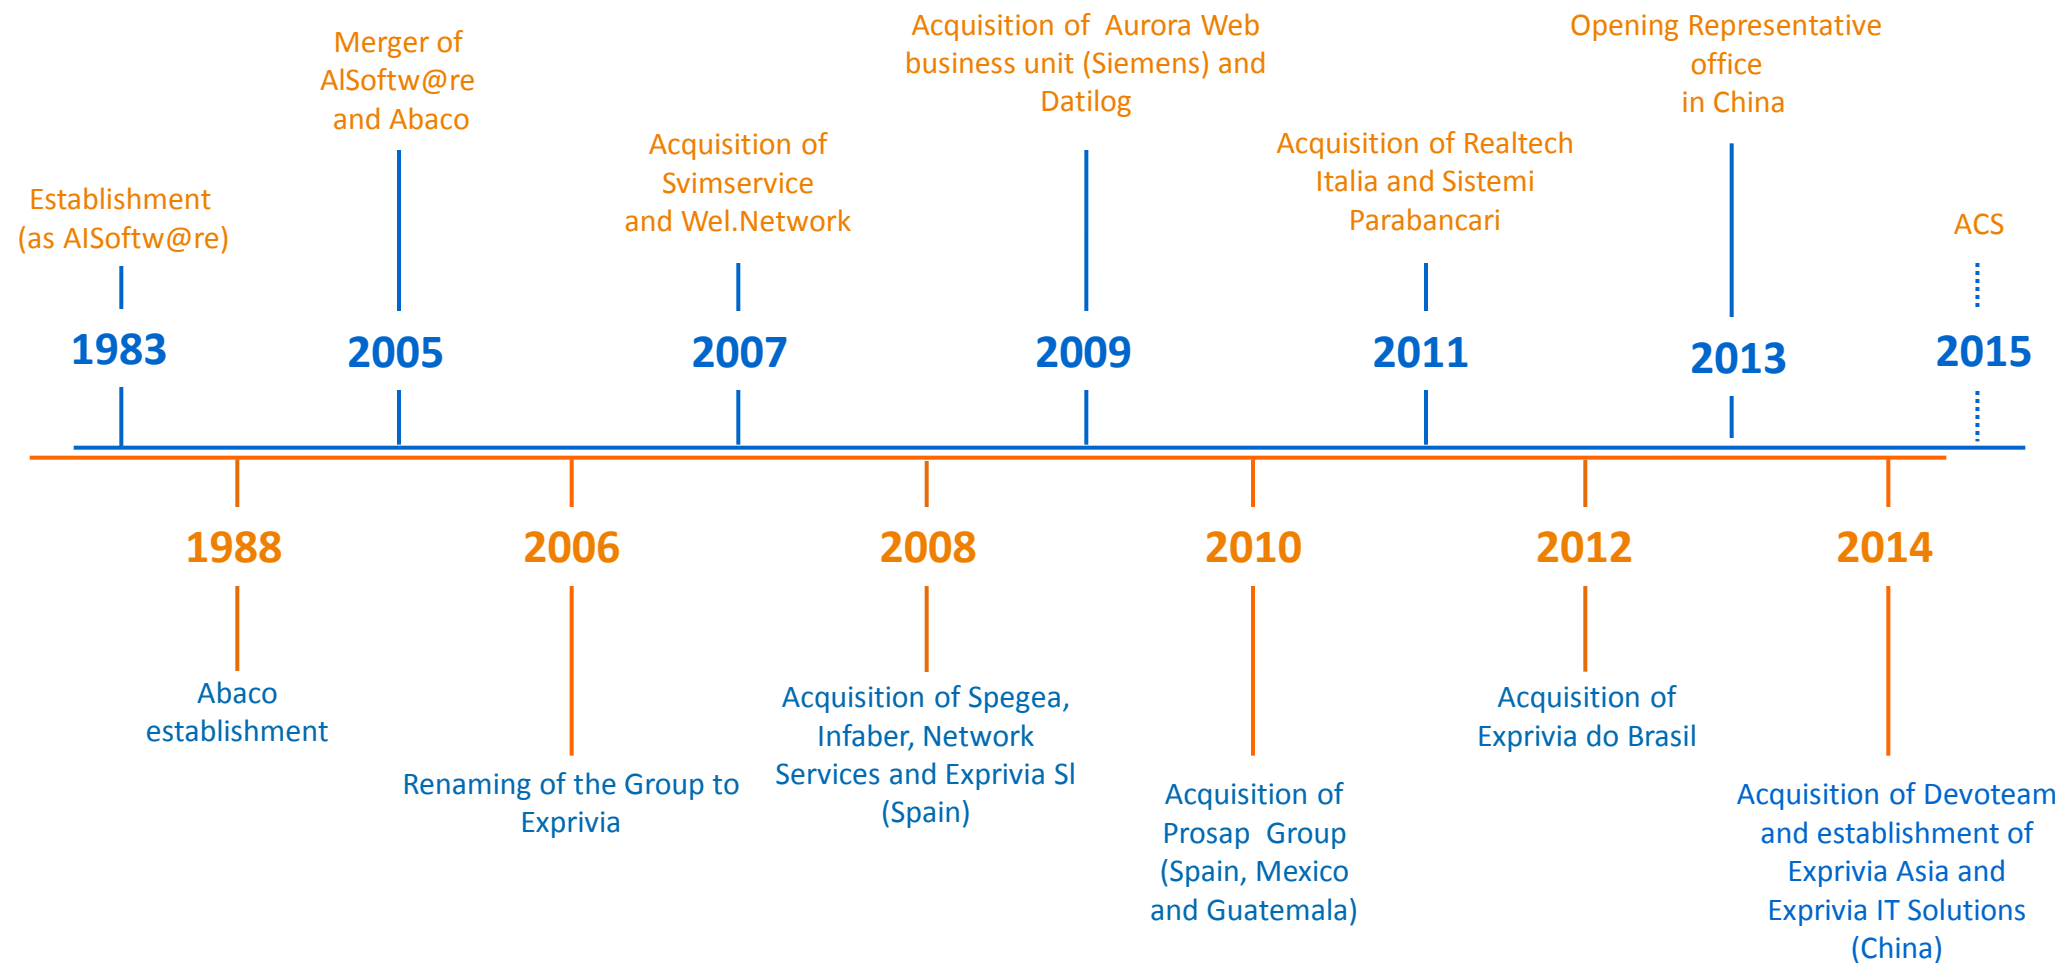 Establishment
(as AISoftw@re)
1983
Merger of
AlSoftw@re
and Abaco
2005
Acquisition of
Svimservice
and Wel.Network
2007
Acquisition of  Aurora Web
business unit (Siemens) and
Datilog
2009
Acquisition of Realtech
Italia and Sistemi
Parabancari
2011
Opening Representative
office
in China
2013
ACS
2015
1988
Abaco
establishment
2006
Renaming of the Group to
Exprivia
2008
Acquisition of Spegea,
Infaber, Network
Services and Exprivia Sl
(Spain)
2010
Acquisition of
Prosap  Group
(Spain, Mexico
and Guatemala)
2012
Acquisition of
Exprivia do Brasil
2014
Acquisition of Devoteam
and establishment of
Exprivia Asia and
Exprivia IT Solutions
(China)